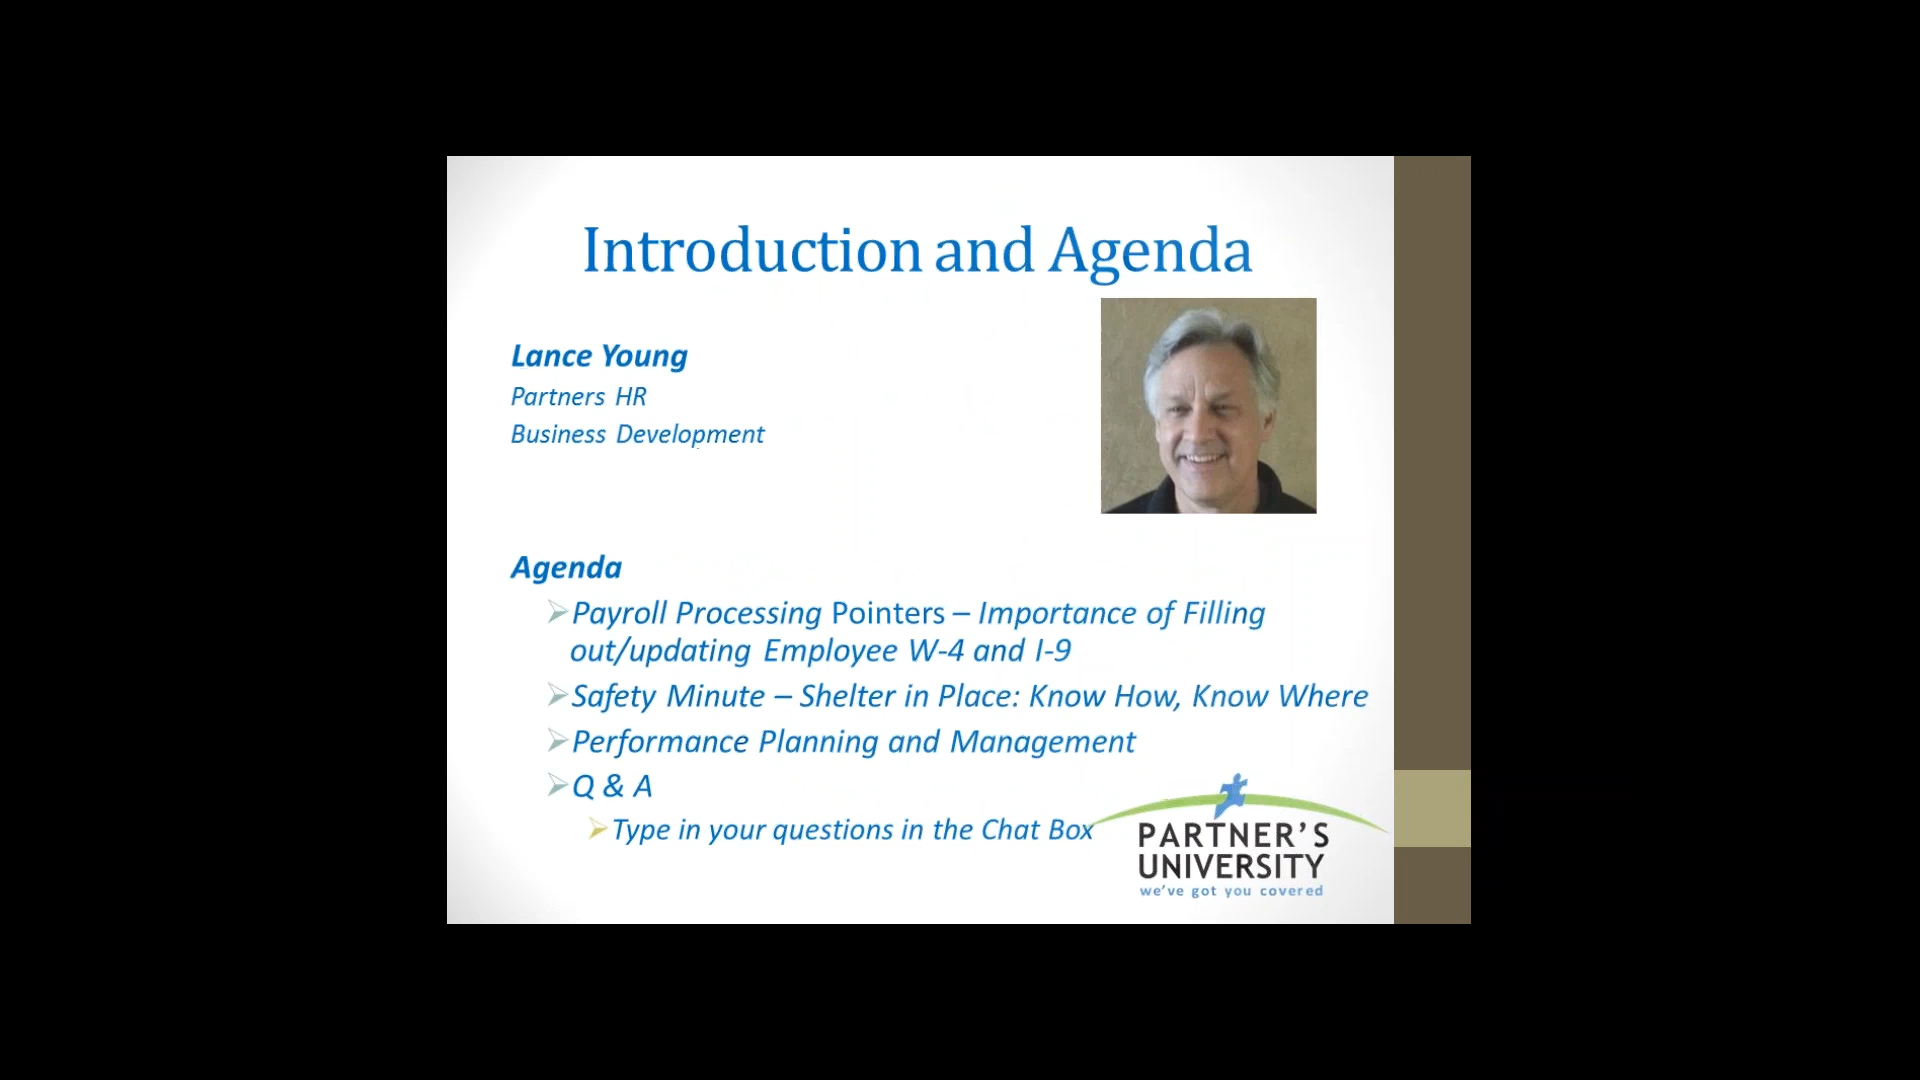 Introduction and Agenda
Lance Young
Partners HR
Business Development
Agenda
Payroll Processing Pointers – Importance of Filling
out/updating Employee W-4 and I-9
Safety Minute – Shelter in Place: Know How, Know Where
Performance Planning and Management
Q & A
Type in your questions in the Chat Box
PARTNER'S
UNIVERSITY
we've got you covered